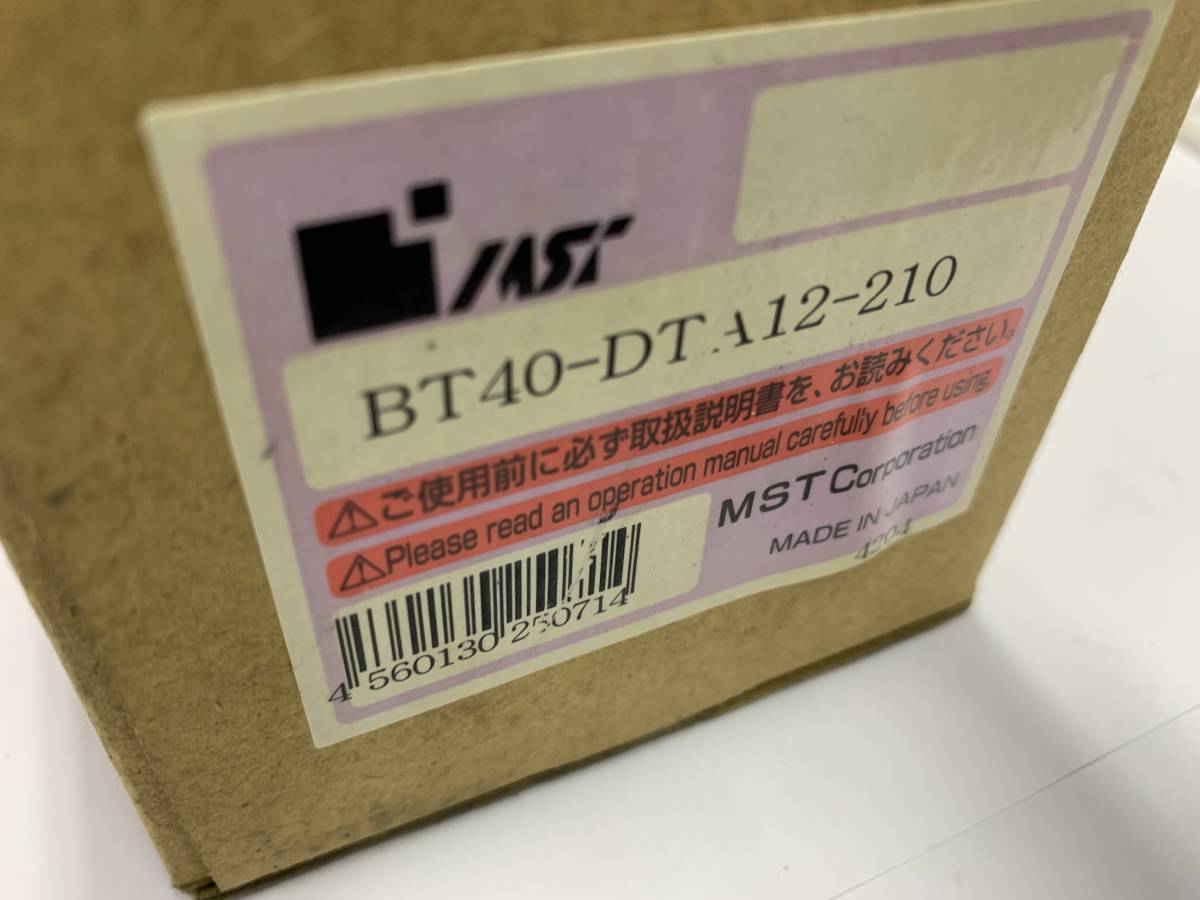 MST
BT40-DTA12-210
⚠ご使用前に必ず取扱説明書を、お読みください。
⚠Please read an operation manual carefully before using.
MST Corporation
MADE IN JAPAN
4204
4 560130 250714